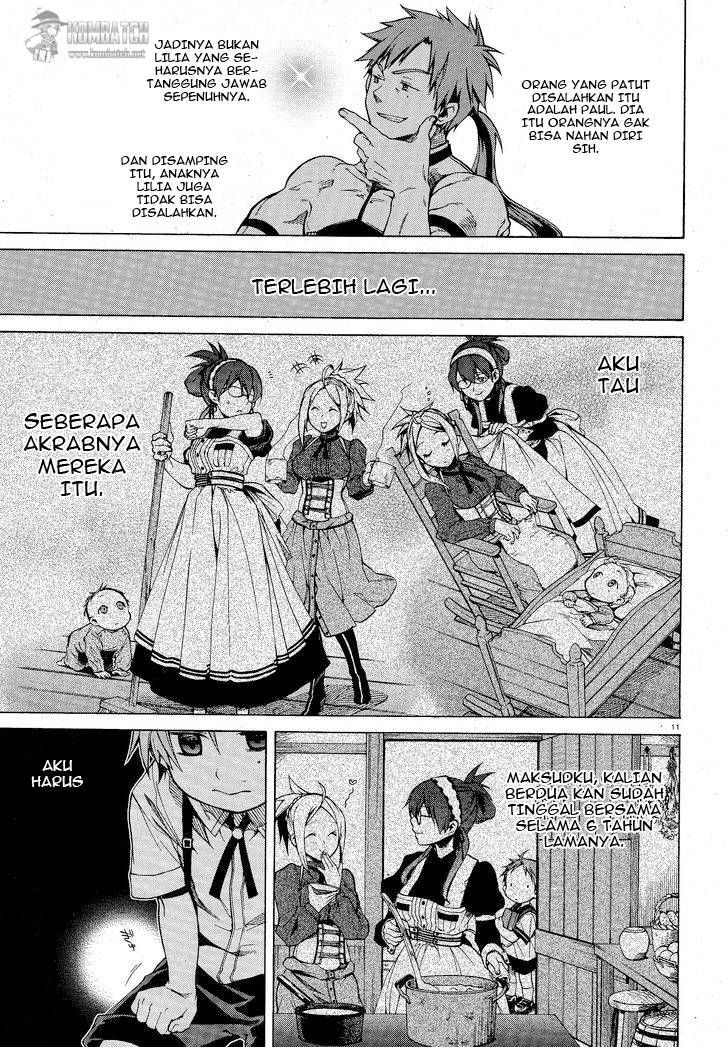 KOMBATCH
www.kombatch.net
ORANG YANG PATUT
DISALAHKAN ITU
ADALAH PAUL. DIA
ITU ORANGNYA GAK
BISA NAHAN DIRI
SIH.
JADINYA BUKAN
LILIA YANG SE-
HARUSNYA BER-
TANGGUNG JAWAB
SEPENUHNYA.
DAN DISAMPING
ITU, ANAKNYA
LILIA JUGA
TIDAK BISA
DISALAHKAN.
TERLEBIH LAGI...
AKU
TAU
SEBERAPA
AKRABNYA
MEREKA
ITU.
11
MAKSUDKU, KALIAN
BERDUA KAN SUDAH
TINGGAL BERSAMA
SELAMA 6 TAHUN
LAMANYA.
AKU
HARUS